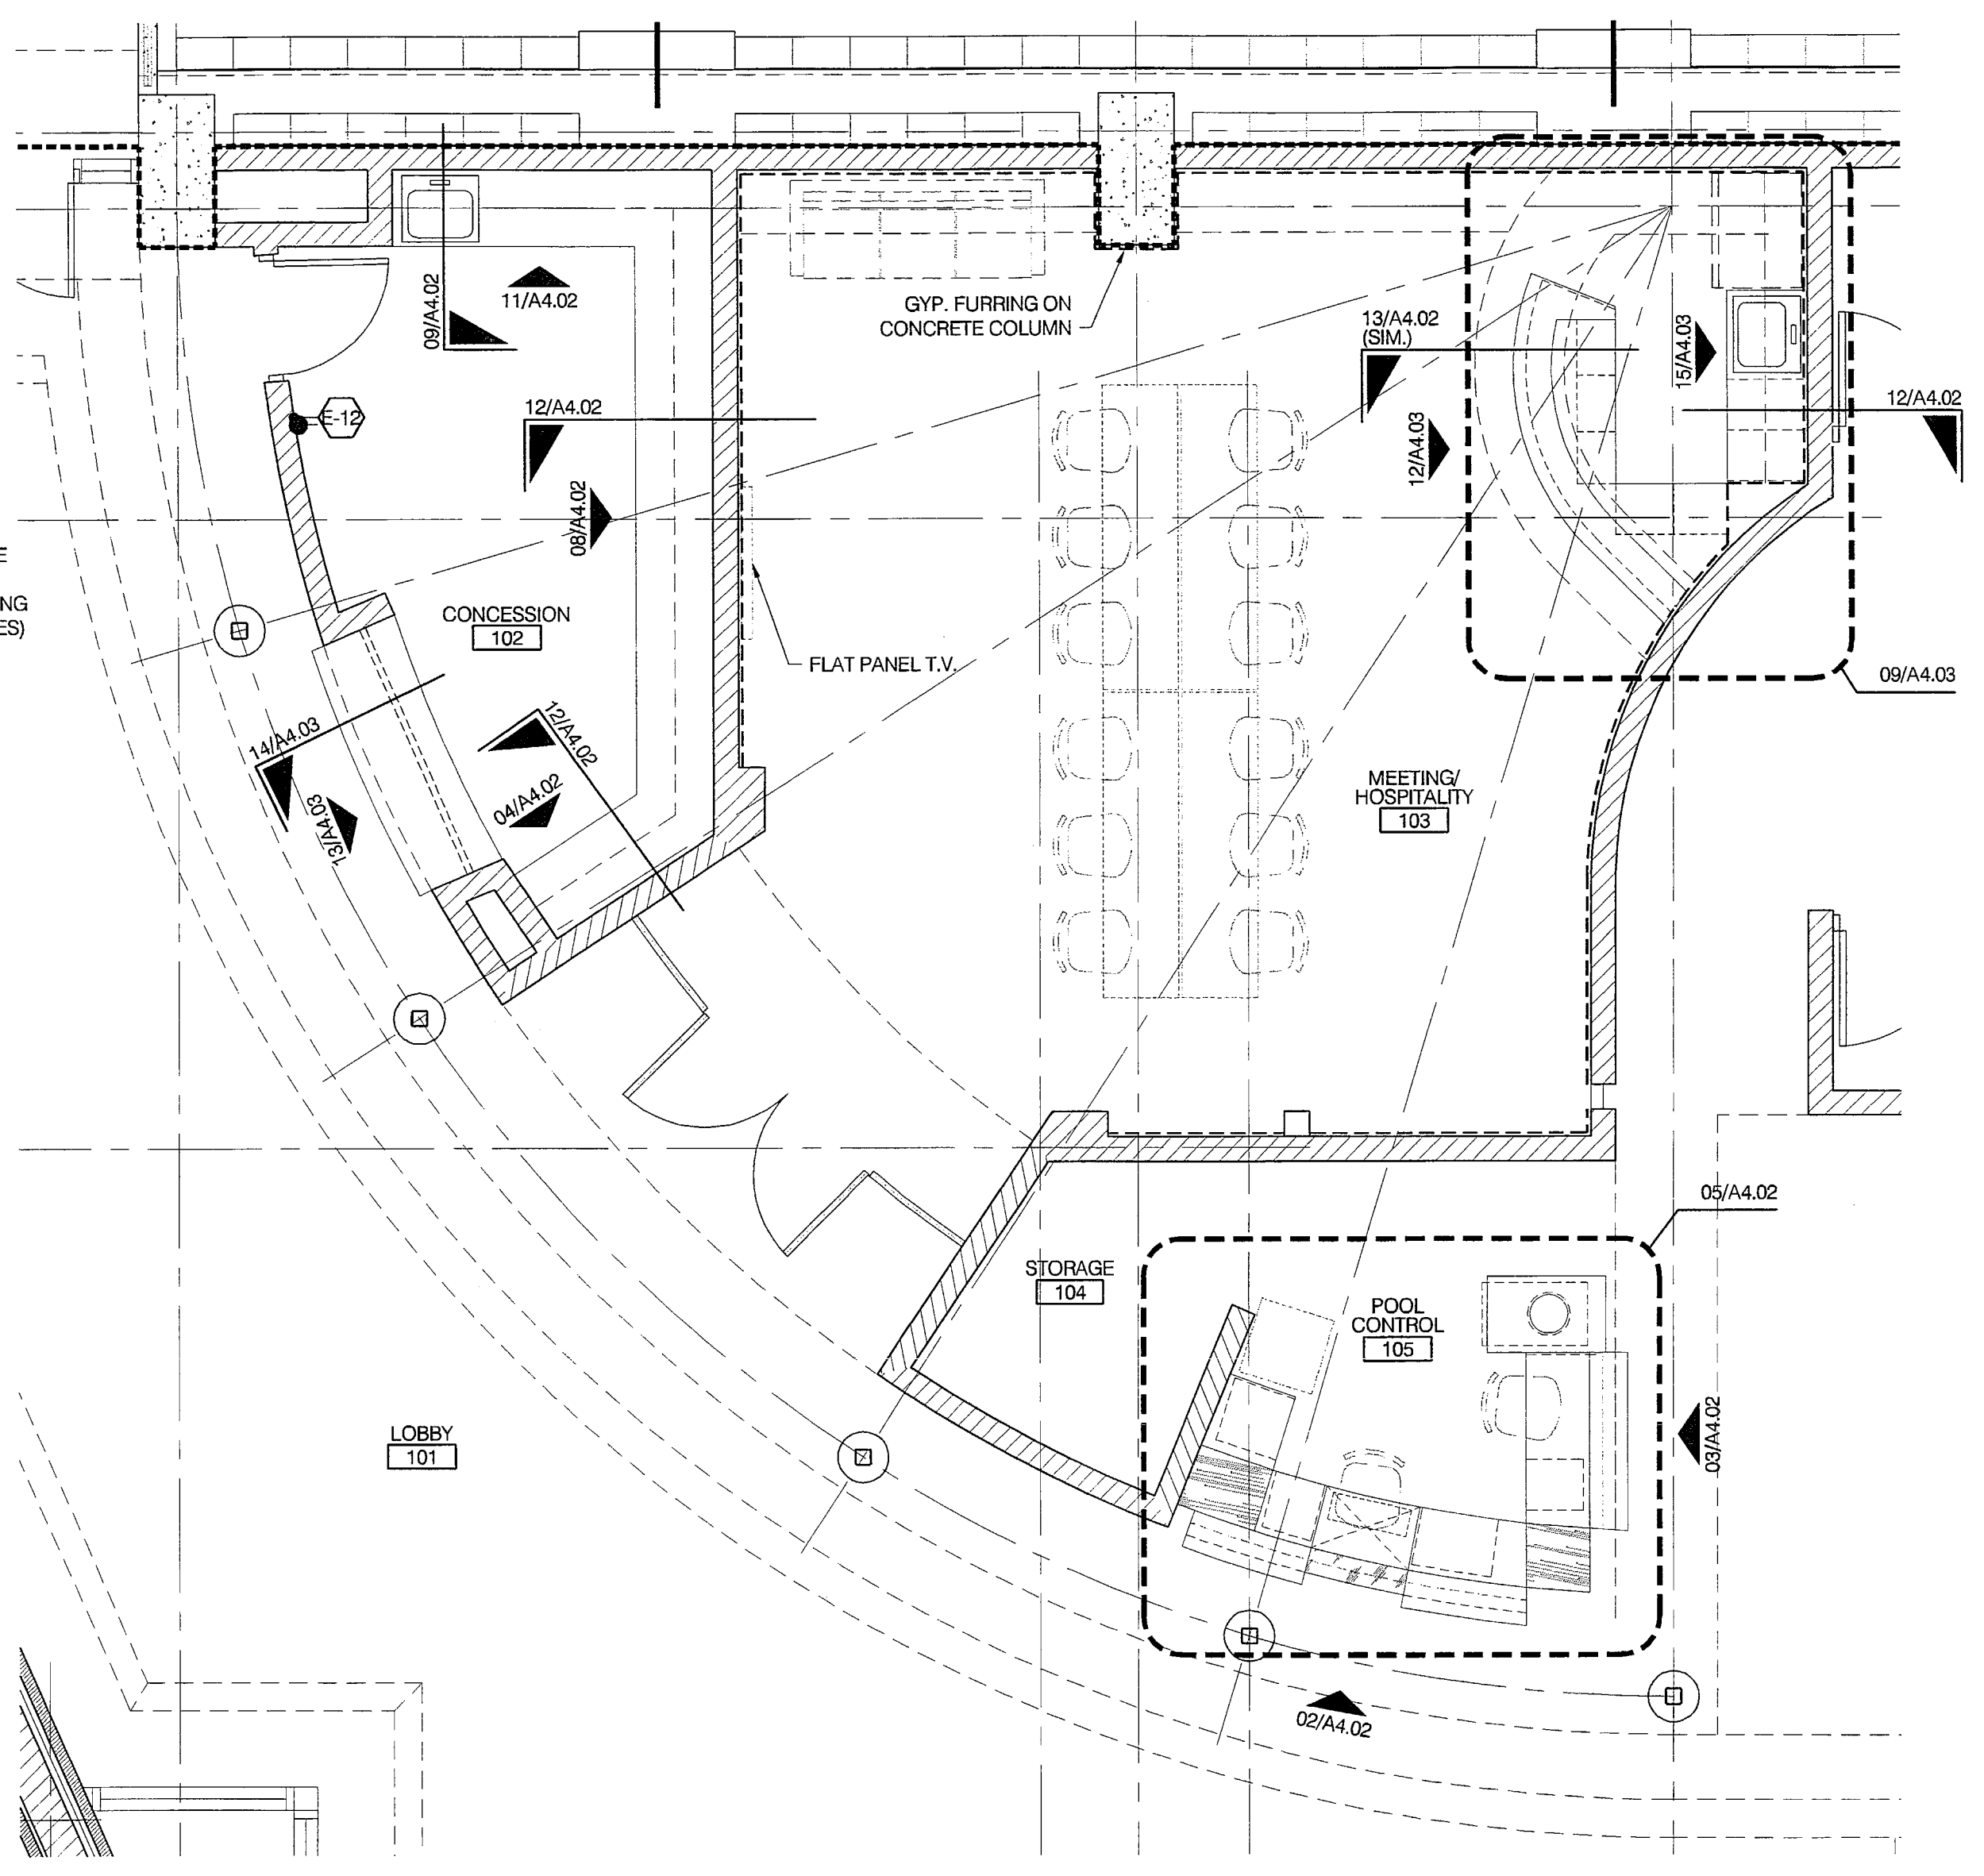 09/A4.02
11/A4.02
GYP. FURRING ON
CONCRETE COLUMN
13/A4.02
(SIM.)
15/A4.03
12/A4.03
12/A4.02
E-12
12/A4.02
08/A4.02
E
NG
ES)
CONCESSION
102
FLAT PANEL T.V.
09/A4.03
14/A4.03
12/A4.02
04/A4.02
13/A4.03
MEETING/
HOSPITALITY
103
05/A4.02
STORAGE
104
POOL
CONTROL
105
03/A4.02
LOBBY
101
02/A4.02